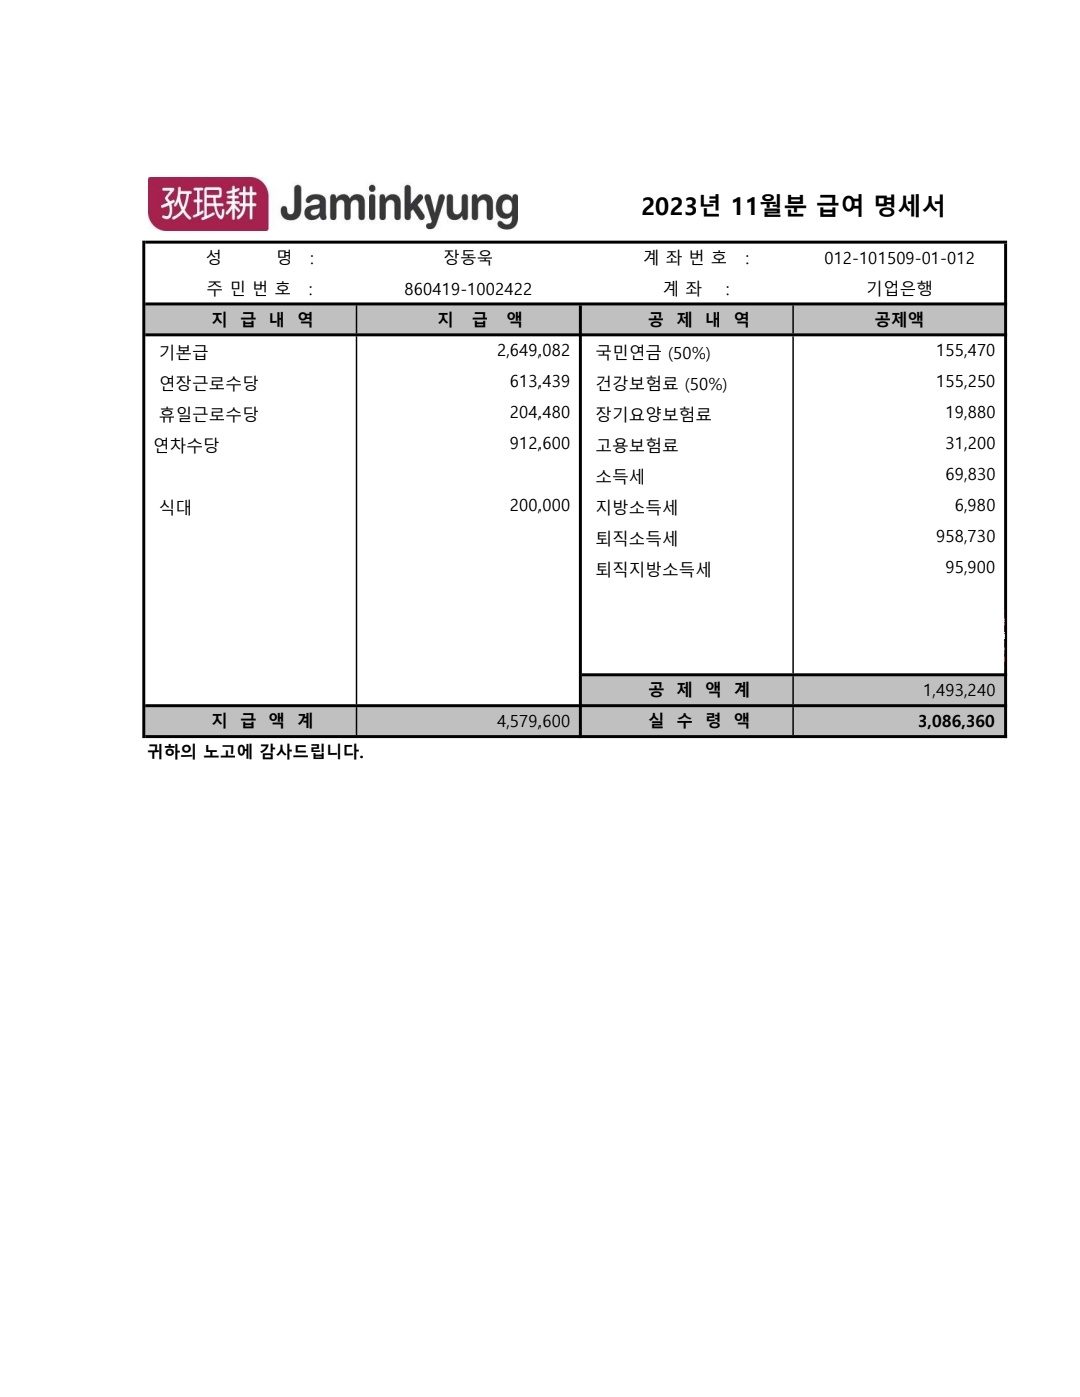 孜珉耕 Jaminkyung 2023년 11월분 급여 명세서
성 명 : 장동욱 계 좌 번 호 : 012-101509-01-012
주 민 번 호 : 860419-1002422 계 좌 : 기업은행
지 급 내 역 지 급 액 공 제 내 역 공제액
기본급 2,649,082 국민연금 (50%) 155,470
연장근로수당 613,439 건강보험료 (50%) 155,250
휴일근로수당 204,480 장기요양보험료 19,880
연차수당 912,600 고용보험료 31,200
소득세 69,830
식대 200,000 지방소득세 6,980
퇴직소득세 958,730
퇴직지방소득세 95,900
공 제 액 계 1,493,240
지 급 액 계 4,579,600 실 수 령 액 3,086,360
귀하의 노고에 감사드립니다.